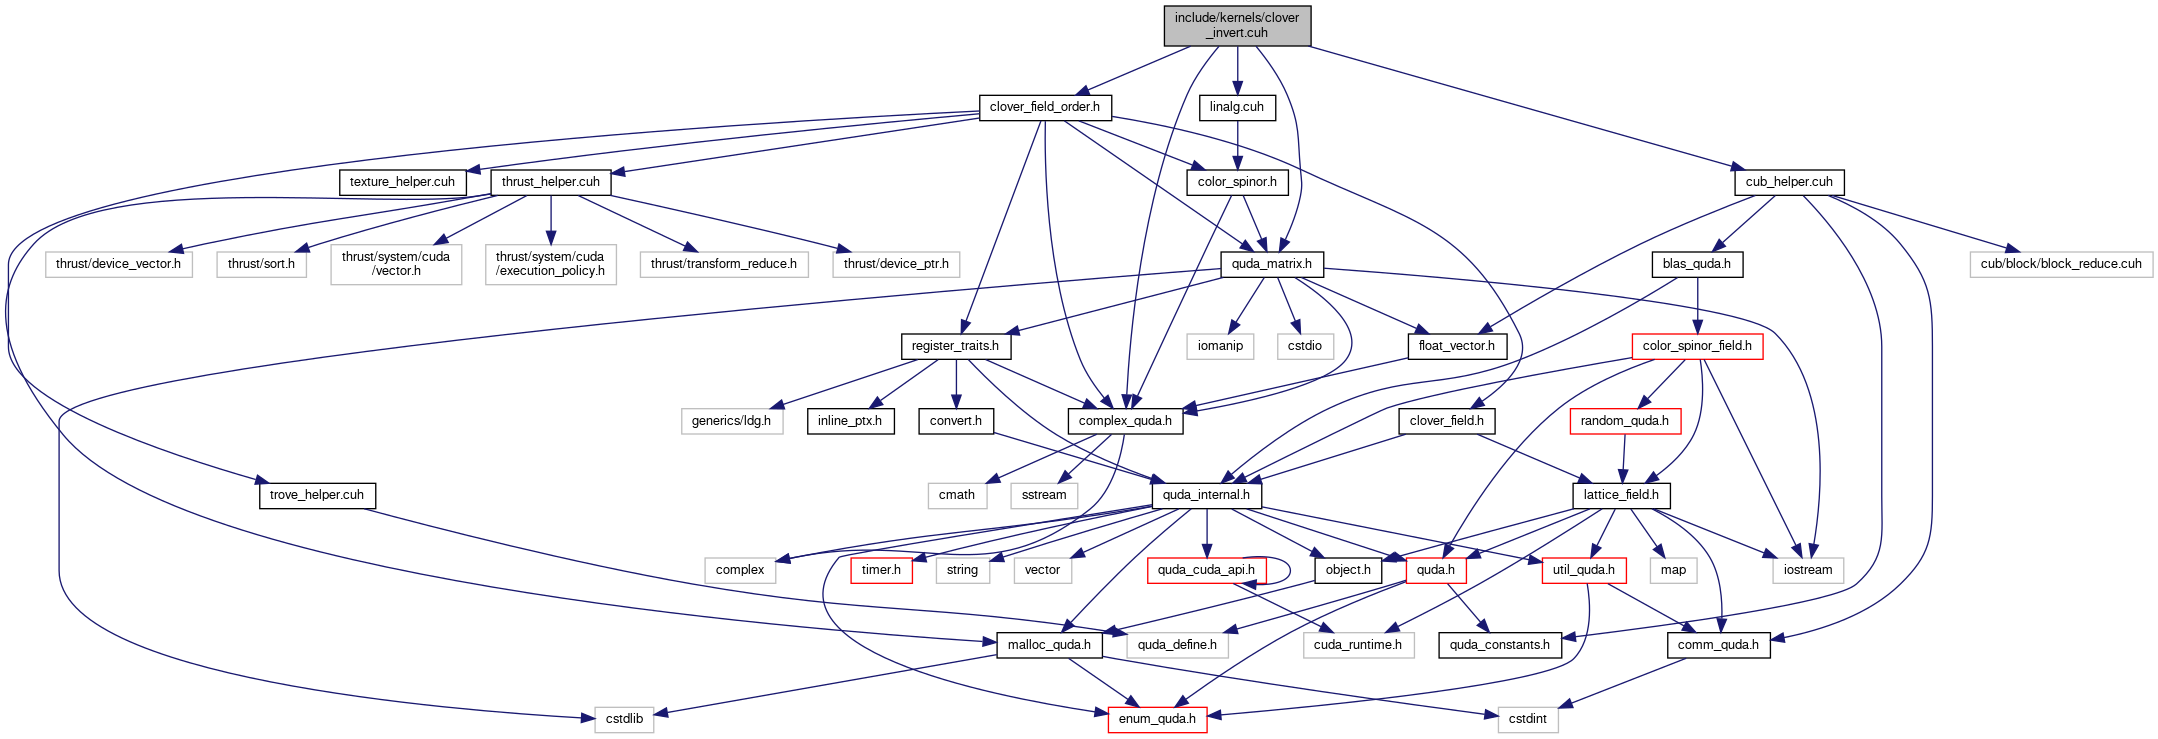 include/kernels/clover
_invert.cuh
clover_field_order.h
linalg.cuh
texture_helper.cuh
thrust_helper.cuh
color_spinor.h
cub_helper.cuh
thrust/device_vector.h
thrust/sort.h
thrust/system/cuda
/vector.h
thrust/system/cuda
/execution_policy.h
thrust/transform_reduce.h
thrust/device_ptr.h
quda_matrix.h
blas_quda.h
cub/block/block_reduce.cuh
register_traits.h
iomanip
cstdio
float_vector.h
color_spinor_field.h
generics/ldg.h
inline_ptx.h
convert.h
complex_quda.h
clover_field.h
random_quda.h
trove_helper.cuh
cmath
sstream
quda_internal.h
lattice_field.h
complex
timer.h
string
vector
quda_cuda_api.h
object.h
quda.h
util_quda.h
map
iostream
malloc_quda.h
quda_define.h
cuda_runtime.h
quda_constants.h
comm_quda.h
cstdlib
enum_quda.h
cstdint